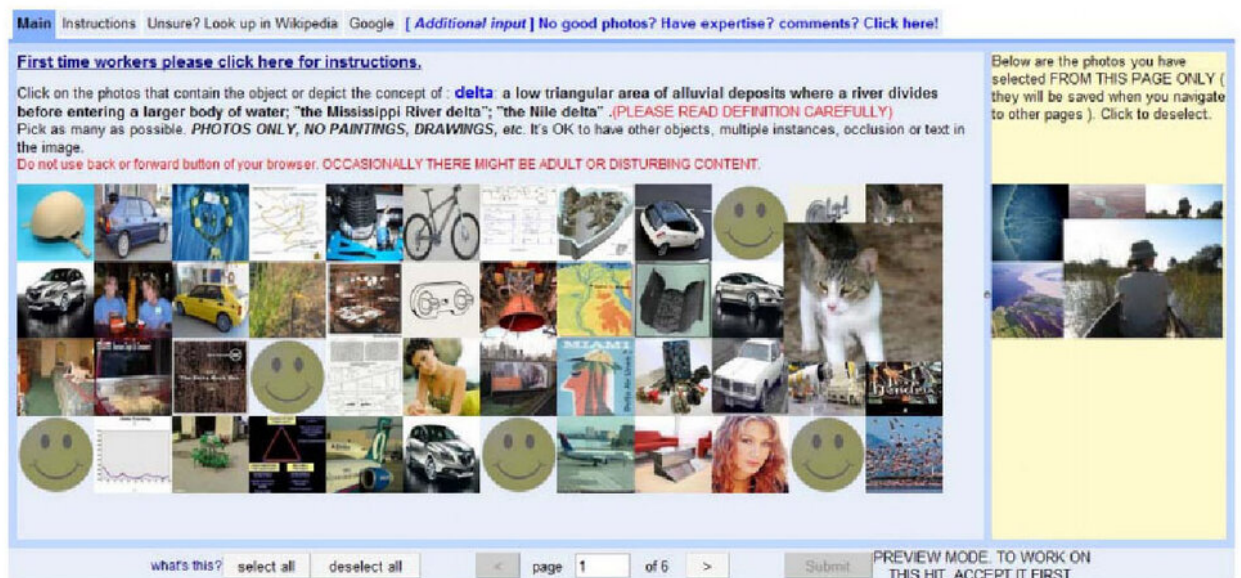 Main Instructions Unsure? Look up in Wikipedia Google [ Additional input ] No good photos? Have expertise? comments? Click here!
First time workers please click here for instructions.
Click on the photos that contain the object or depict the concept of : delta: a low triangular area of alluvial deposits where a river divides
before entering a larger body of water; "the Mississippi River delta"; "the Nile delta" .(PLEASE READ DEFINITION CAREFULLY)
Pick as many as possible. PHOTOS ONLY, NO PAINTINGS, DRAWINGS, etc. It's OK to have other objects, multiple instances, occlusion or text in
the image.
Do not use back or forward button of your browser. OCCASIONALLY THERE MIGHT BE ADULT OR DISTURBING CONTENT.
Below are the photos you have
selected FROM THIS PAGE ONLY (
they will be saved when you navigate
to other pages ). Click to deselect.
MIAMI
what's this? select all deselect all < page 1 of 6 > Submit
PREVIEW MODE. TO WORK ON
THIS HIT, ACCEPT IT FIRST